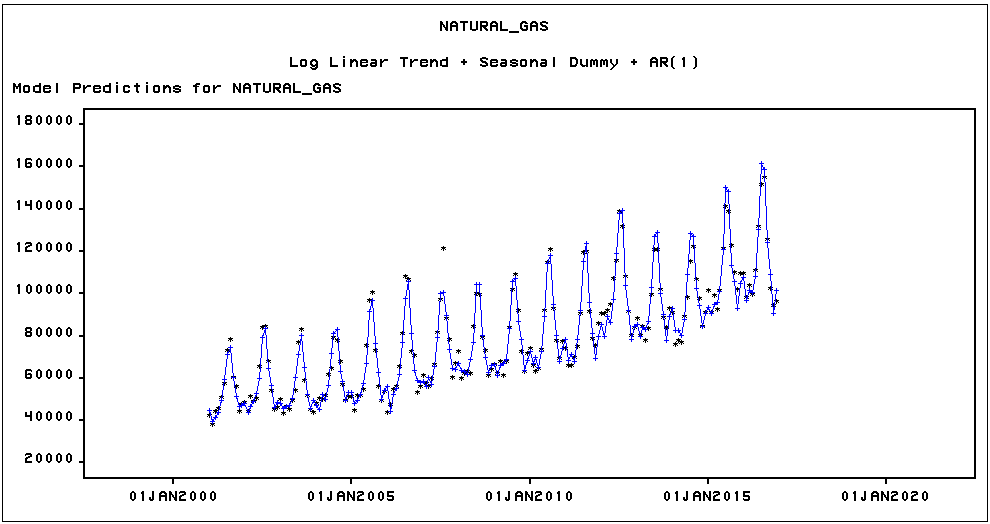 NATURAL_GAS
Log Linear Trend + Seasonal Dummy + AR(1)
Model Predictions for NATURAL_GAS
180000
160000
140000
120000
100000
80000
60000
40000
20000
01JAN2000 01JAN2005 01JAN2010 01JAN2015 01JAN2020